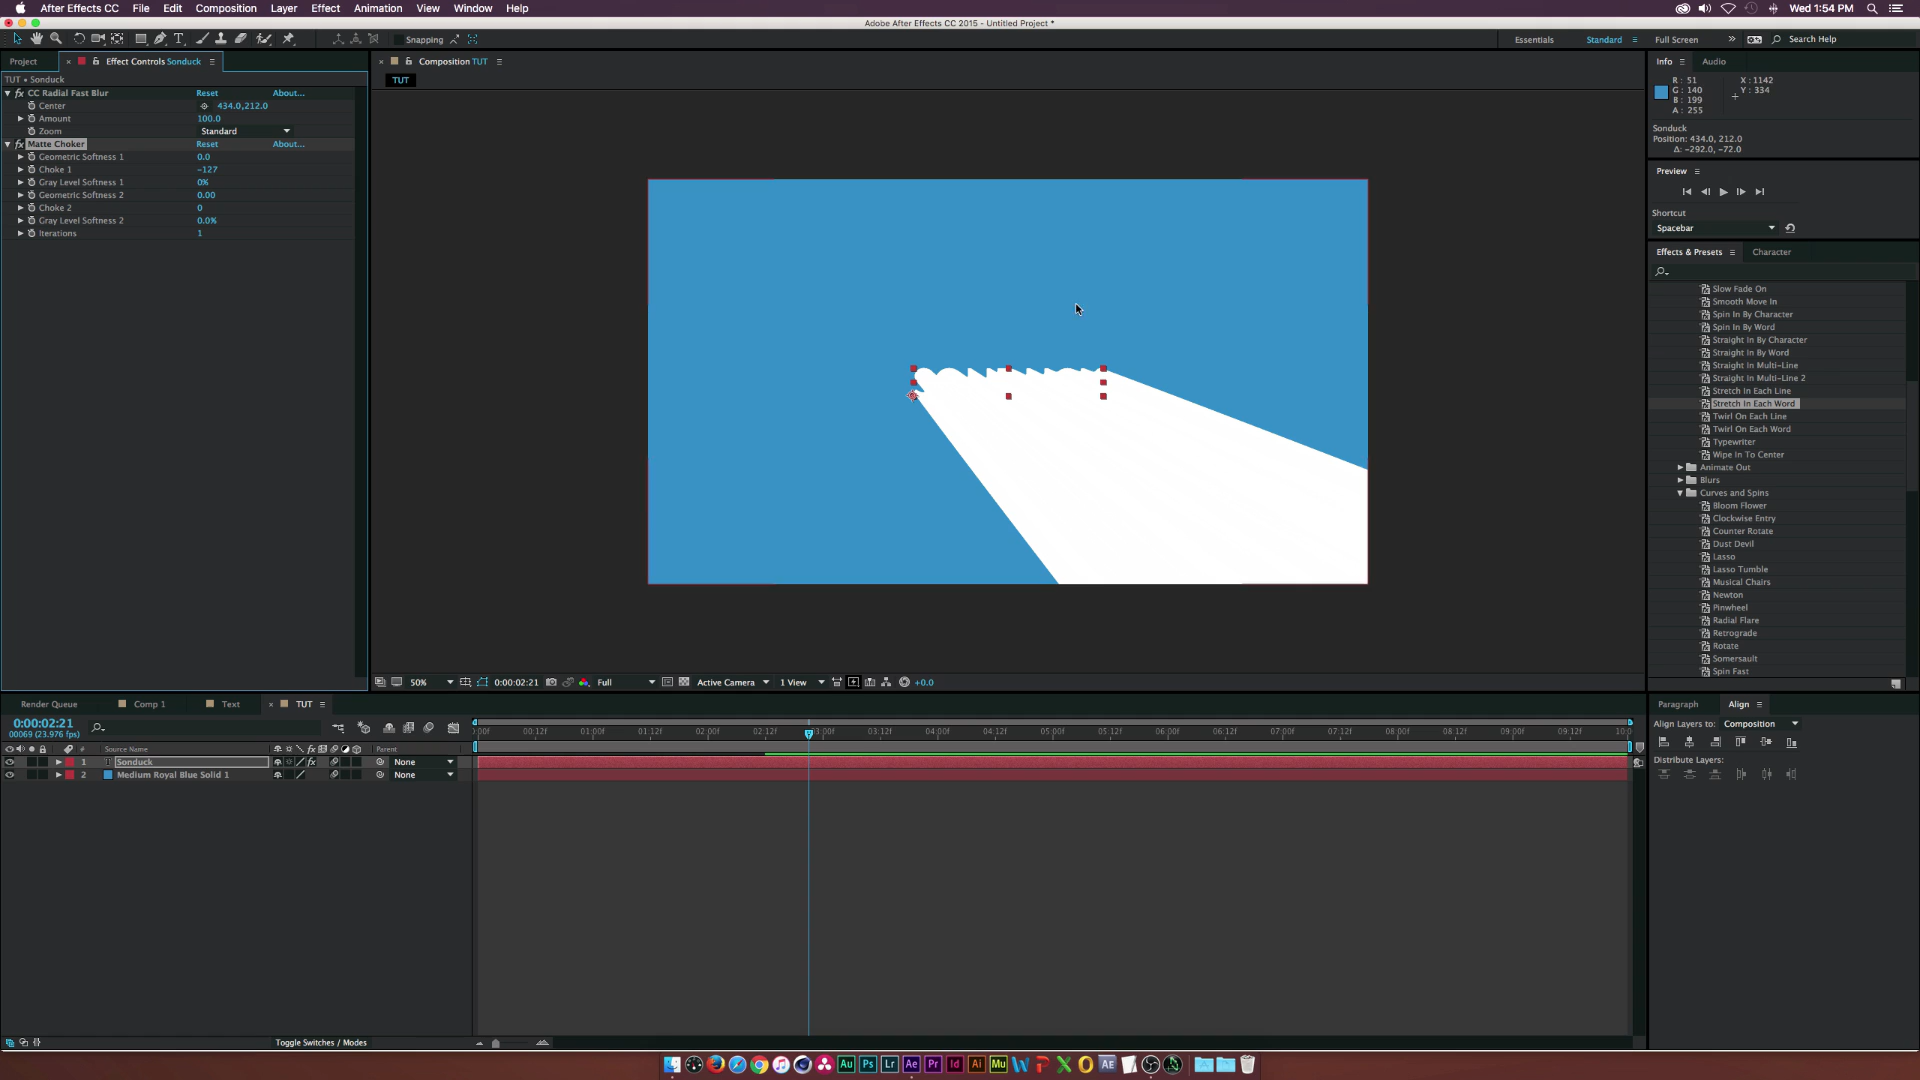 After Effects CC File Edit Composition Layer Effect Animation View Window Help Wed 1:54 PM
Adobe After Effects CC 2015 - Untitled Project *
Snapping Essentials Standard Full Screen Search Help
Project Effect Controls Sonduck Composition TUT Info Audio
TUT • Sonduck TUT
CC Radial Fast Blur Reset About...
Center 434.0,212.0
Amount 100.0
Zoom Standard
Matte Choker Reset About...
Geometric Softness 1 0.0
Choke 1 -127
Gray Level Softness 1 0%
Geometric Softness 2 0.00
Choke 2 0
Gray Level Softness 2 0.0%
Iterations 1
R : 51 X : 1142
G : 140 Y : 334
B : 199
A : 255
Sonduck
Position: 434.0, 212.0
Δ: -292.0, -72.0
Preview
Shortcut
Spacebar
Effects & Presets Character
Slow Fade On
Smooth Move In
Spin In By Character
Spin In By Word
Straight In By Character
Straight In By Word
Straight In Multi-Line
Straight In Multi-Line 2
Stretch In Each Line
Stretch In Each Word
Twirl On Each Line
Twirl On Each Word
Typewriter
Wipe In To Center
Animate Out
Blurs
Curves and Spins
Bloom Flower
Clockwise Entry
Counter Rotate
Dust Devil
Lasso
Lasso Tumble
Musical Chairs
Newton
Pinwheel
Radial Flare
Retrograde
Rotate
Somersault
Spin Fast
50% 0:00:02:21 Full Active Camera 1 View +0.0
Render Queue Comp 1 Text TUT
0:00:02:21
00069 (23.976 fps)
:00f 00:12f 01:00f 01:12f 02:00f 02:12f 03:00f 03:12f 04:00f 04:12f 05:00f 05:12f 06:00f 06:12f 07:00f 07:12f 08:00f 08:12f 09:00f 09:12f 10:0
# Source Name Parent
1 Sonduck None
2 Medium Royal Blue Solid 1 None
Paragraph Align
Align Layers to: Composition
Distribute Layers:
Toggle Switches / Modes
Au Ps Lr Ae Pr Id Ai Mu W P X O AE